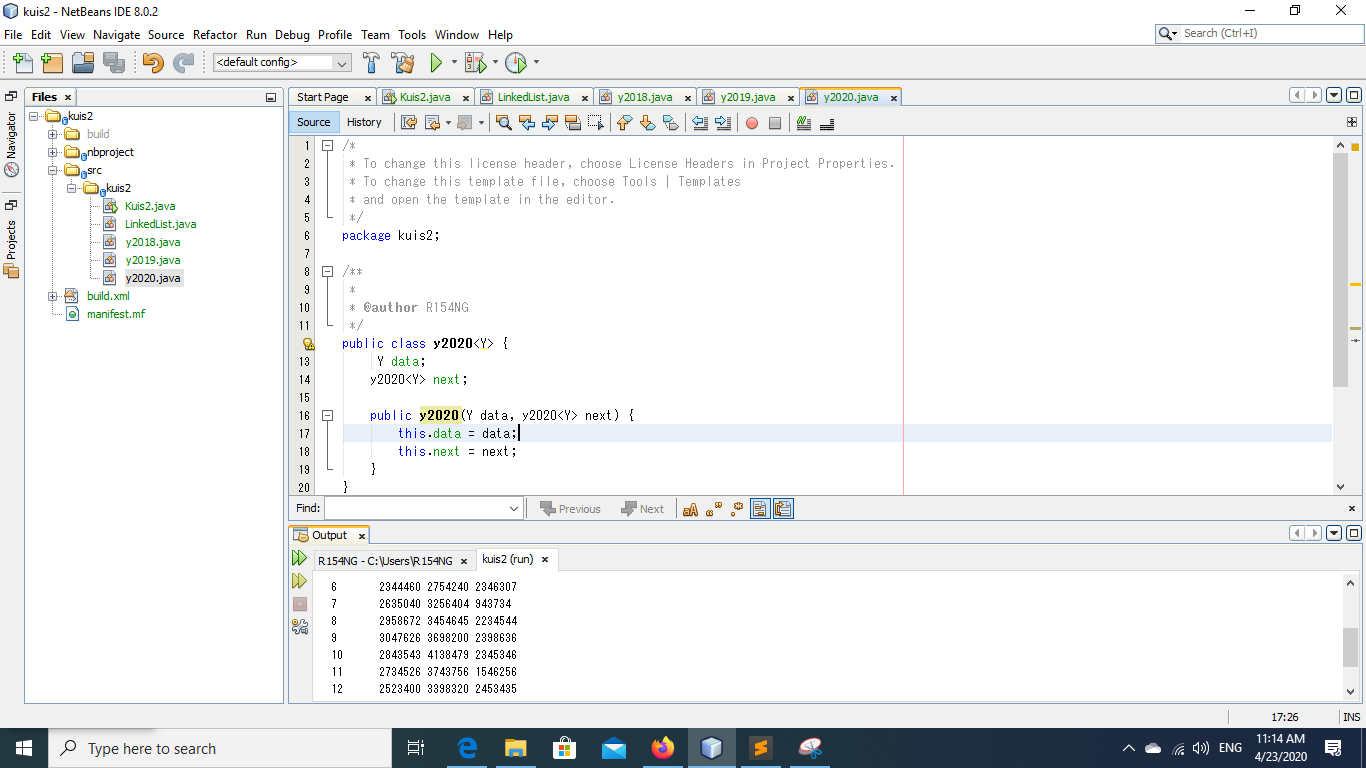 kuis2 - NetBeans IDE 8.0.2
File Edit View Navigate Source Refactor Run Debug Profile Team Tools Window Help
Search (Ctrl+I)
<default config>
Files
Navigator
Projects
kuis2
build
nbproject
src
kuis2
Kuis2.java
LinkedList.java
y2018.java
y2019.java
y2020.java
build.xml
manifest.mf
Start Page Kuis2.java LinkedList.java y2018.java y2019.java y2020.java
Source History
1 /*
2 * To change this license header, choose License Headers in Project Properties.
3 * To change this template file, choose Tools | Templates
4 * and open the template in the editor.
5 */
6 package kuis2;
7
8 /**
9 *
10 * @author R154NG
11 */
public class y2020<Y> {
13 Y data;
14 y2020<Y> next;
15
16 public y2020(Y data, y2020<Y> next) {
17 this.data = data;
18 this.next = next;
19 }
20 }
Find: Previous Next
Output
R154NG - C:\Users\R154NG kuis2 (run)
6 2344460 2754240 2346307
7 2635040 3256404 943734
8 2958672 3454645 2234544
9 3047626 3698200 2398636
10 2843543 4138479 2345346
11 2734526 3743756 1546256
12 2523400 3398320 2453435
17:26 INS
Type here to search
ENG
11:14 AM
4/23/2020